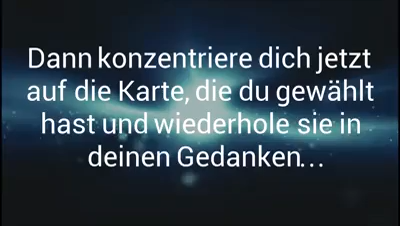 Dann konzentriere dich jetzt
auf die Karte, die du gewählt
hast und wiederhole sie in
deinen Gedanken...